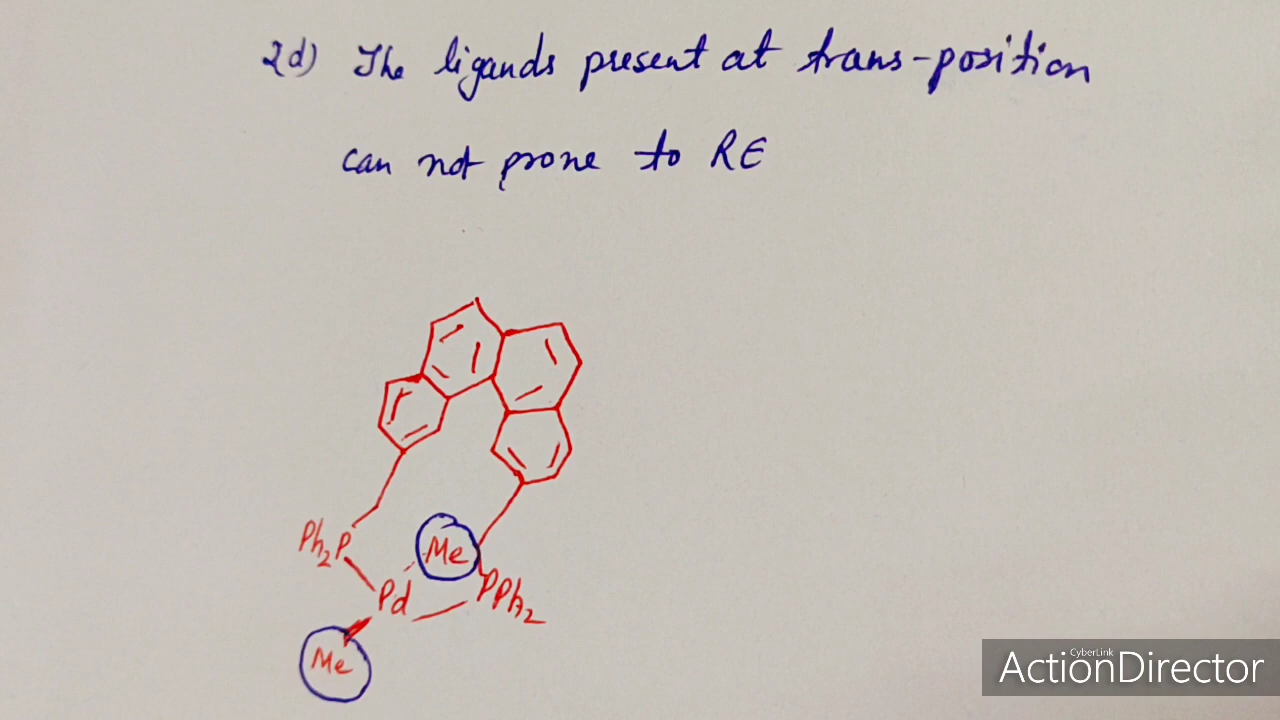 2d) The ligands present at trans-position
can not prone to RE
Ph₂P
Me
Pd
PPh₂
Me
CyberLink
ActionDirector